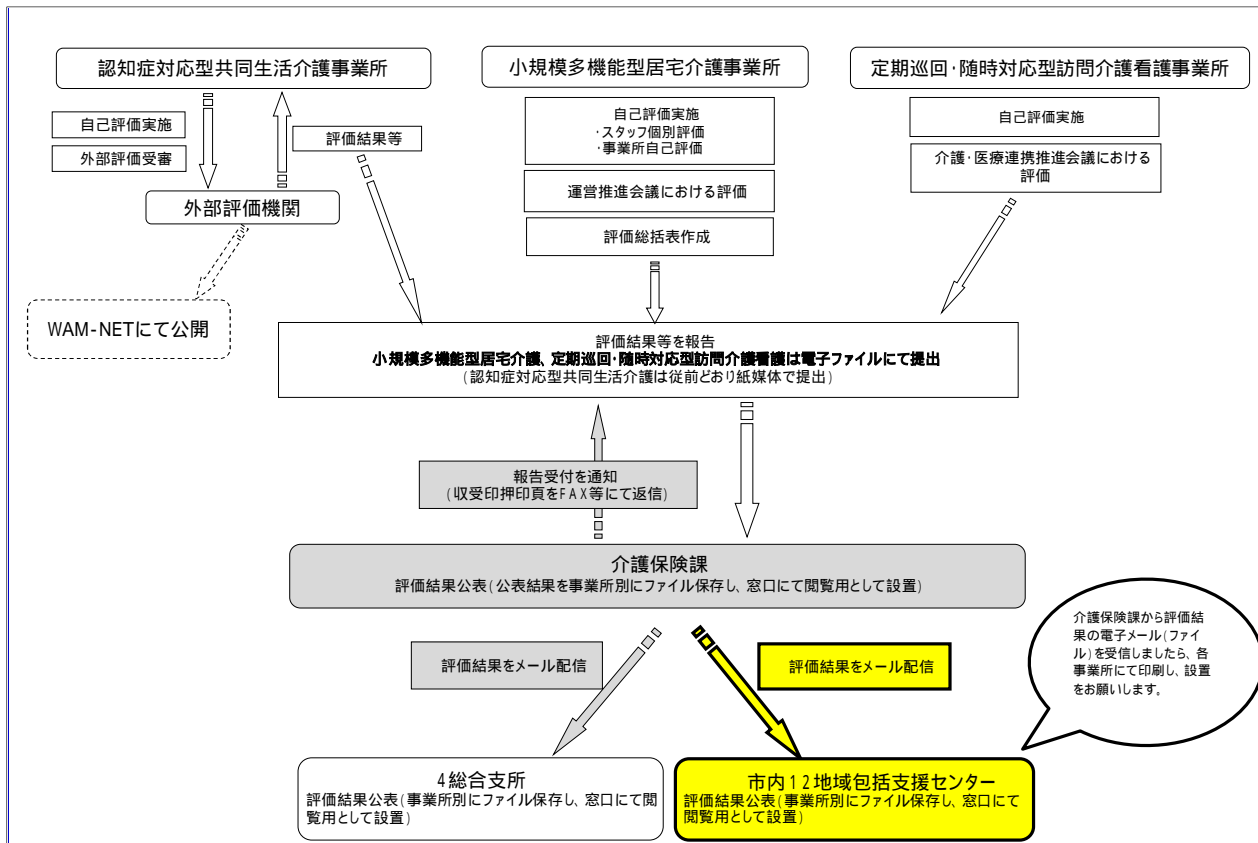 認知症対応型共同生活介護事業所
小規模多機能型居宅介護事業所
定期巡回・随時対応型訪問介護看護事業所
自己評価実施
外部評価受審
評価結果等
自己評価実施
・スタッフ個別評価
・事業所自己評価
自己評価実施
介護・医療連携推進会議における
評価
運営推進会議における評価
外部評価機関
評価総括表作成
WAM-NETにて公開
評価結果等を報告
小規模多機能型居宅介護、定期巡回・随時対応型訪問介護看護は電子ファイルにて提出
(認知症対応型共同生活介護は従前どおり紙媒体で提出)
報告受付を通知
(収受印押印頁をFAX等にて返信)
介護保険課
評価結果公表(公表結果を事業所別にファイル保存し、窓口にて閲覧用として設置)
介護保険課から評価結
果の電子メール(ファイ
ル)を受信しましたら、各
事業所にて印刷し、設置
をお願いします。
評価結果をメール配信
評価結果をメール配信
4総合支所
評価結果公表(事業所別にファイル保存し、窓口にて閲
覧用として設置)
市内12地域包括支援センター
評価結果公表(事業所別にファイル保存し、窓口にて
閲覧用として設置)